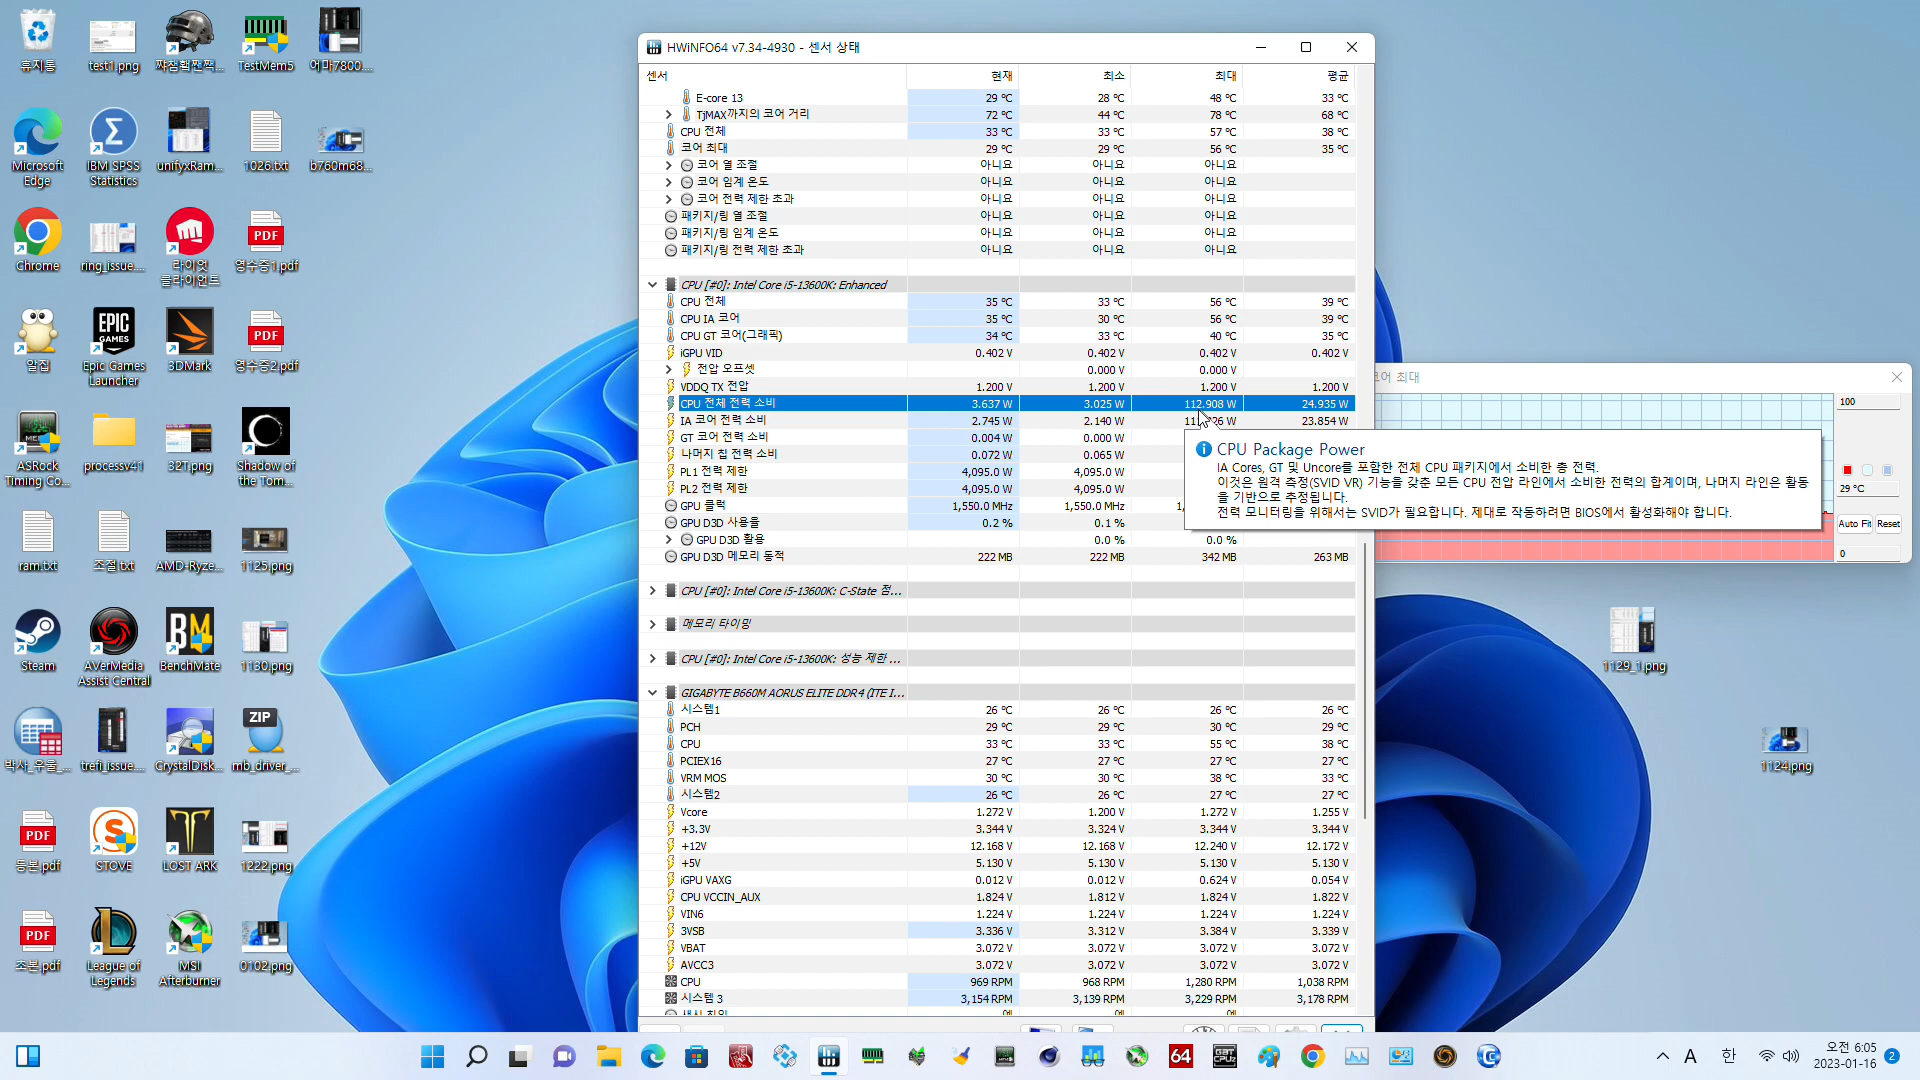 휴지통
test1.png
TestMem5
어마7800....
Microsoft Edge
IBM SPSS Statistics
unifyxRam...
1026.txt
b760m68...
Chrome
ring_issue....
라이엇 클라이언트
영수증1.pdf
알집
Epic Games Launcher
3DMark
영수증2.pdf
ASRock Timing Co...
processv41
32T.png
Shadow of the Tom...
ram.txt
조절.txt
AMD-Ryze...
1125.png
Steam
AVerMedia Assist Central
BenchMate
1130.png
박사_우울_...
trefi_issue....
CrystalDisk...
mb_driver_...
등본.pdf
STOVE
LOST ARK
1222.png
초본.pdf
League of Legends
MSI Afterburner
0102.png
HWiNFO64 v7.34-4930 - 센서 상태
센서 현재 최소 최대 평균
E-core 13 29 °C 28 °C 48 °C 33 °C
TjMAX까지의 코어 거리 72 °C 44 °C 78 °C 68 °C
CPU 전체 33 °C 33 °C 57 °C 38 °C
코어 최대 29 °C 29 °C 56 °C 35 °C
코어 열 조절 아니요 아니요 아니요
코어 임계 온도 아니요 아니요 아니요
코어 전력 제한 초과 아니요 아니요 아니요
패키지/링 열 조절 아니요 아니요 아니요
패키지/링 임계 온도 아니요 아니요 아니요
패키지/링 전력 제한 초과 아니요 아니요 아니요
CPU [#0]: Intel Core i5-13600K: Enhanced
CPU 전체 35 °C 33 °C 56 °C 39 °C
CPU IA 코어 35 °C 30 °C 56 °C 39 °C
CPU GT 코어(그래픽) 34 °C 33 °C 40 °C 35 °C
iGPU VID 0.402 V 0.402 V 0.402 V 0.402 V
전압 오프셋 0.000 V 0.000 V
VDDQ TX 전압 1.200 V 1.200 V 1.200 V 1.200 V
CPU 전체 전력 소비 3.637 W 3.025 W 112.908 W 24.935 W
IA 코어 전력 소비 2.745 W 2.140 W 23.854 W
GT 코어 전력 소비 0.004 W 0.000 W
나머지 칩 전력 소비 0.072 W 0.065 W
PL1 전력 제한 4,095.0 W 4,095.0 W
PL2 전력 제한 4,095.0 W 4,095.0 W
GPU 클럭 1,550.0 MHz 1,550.0 MHz 1,
GPU D3D 사용율 0.2 % 0.1 %
GPU D3D 활용 0.0 % 0.0 %
GPU D3D 메모리 동적 222 MB 222 MB 342 MB 263 MB
CPU [#0]: Intel Core i5-13600K: C-State 점...
메모리 타이밍
CPU [#0]: Intel Core i5-13600K: 성능 제한 ...
GIGABYTE B660M AORUS ELITE DDR4 (ITE I...
시스템1 26 °C 26 °C 26 °C 26 °C
PCH 29 °C 29 °C 30 °C 29 °C
CPU 33 °C 33 °C 55 °C 38 °C
PCIEX16 27 °C 27 °C 27 °C 27 °C
VRM MOS 30 °C 30 °C 38 °C 33 °C
시스템2 26 °C 26 °C 27 °C 27 °C
Vcore 1.272 V 1.200 V 1.272 V 1.255 V
+3.3V 3.344 V 3.324 V 3.344 V 3.344 V
+12V 12.168 V 12.168 V 12.240 V 12.172 V
+5V 5.130 V 5.130 V 5.130 V 5.130 V
iGPU VAXG 0.012 V 0.012 V 0.624 V 0.054 V
CPU VCCIN_AUX 1.824 V 1.812 V 1.824 V 1.822 V
VIN6 1.224 V 1.224 V 1.224 V 1.224 V
3VSB 3.336 V 3.312 V 3.384 V 3.339 V
VBAT 3.072 V 3.072 V 3.072 V 3.072 V
AVCC3 3.072 V 3.072 V 3.072 V 3.072 V
CPU 969 RPM 968 RPM 1,280 RPM 1,038 RPM
시스템 3 3,154 RPM 3,139 RPM 3,229 RPM 3,178 RPM
CPU Package Power
IA Cores, GT 및 Uncore를 포함한 전체 CPU 패키지에서 소비한 총 전력.
이것은 원격 측정(SVID VR) 기능을 갖춘 모든 CPU 전압 라인에서 소비한 전력의 합계이며, 나머지 라인은 활동
을 기반으로 추정됩니다.
전력 모니터링을 위해서는 SVID가 필요합니다. 제대로 작동하려면 BIOS에서 활성화해야 합니다.
코어 최대
100
29 °C
Auto Fit Reset
0
1129_1.png
1124.png
A 한 오전 6:05
2023-01-16 2